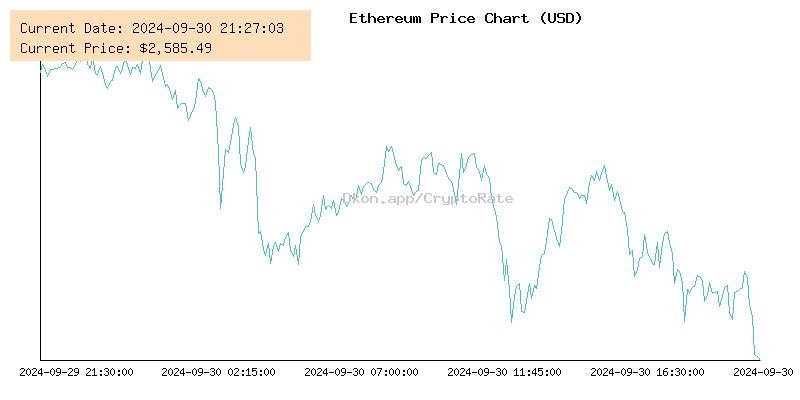 Ethereum Price Chart (USD)
Current Date: 2024-09-30 21:27:03
Current Price: $2,585.49
Dkon.app/CryptoRate
2024-09-29 21:30:00 2024-09-30 02:15:00 2024-09-30 07:00:00 2024-09-30 11:45:00 2024-09-30 16:30:00 2024-09-30